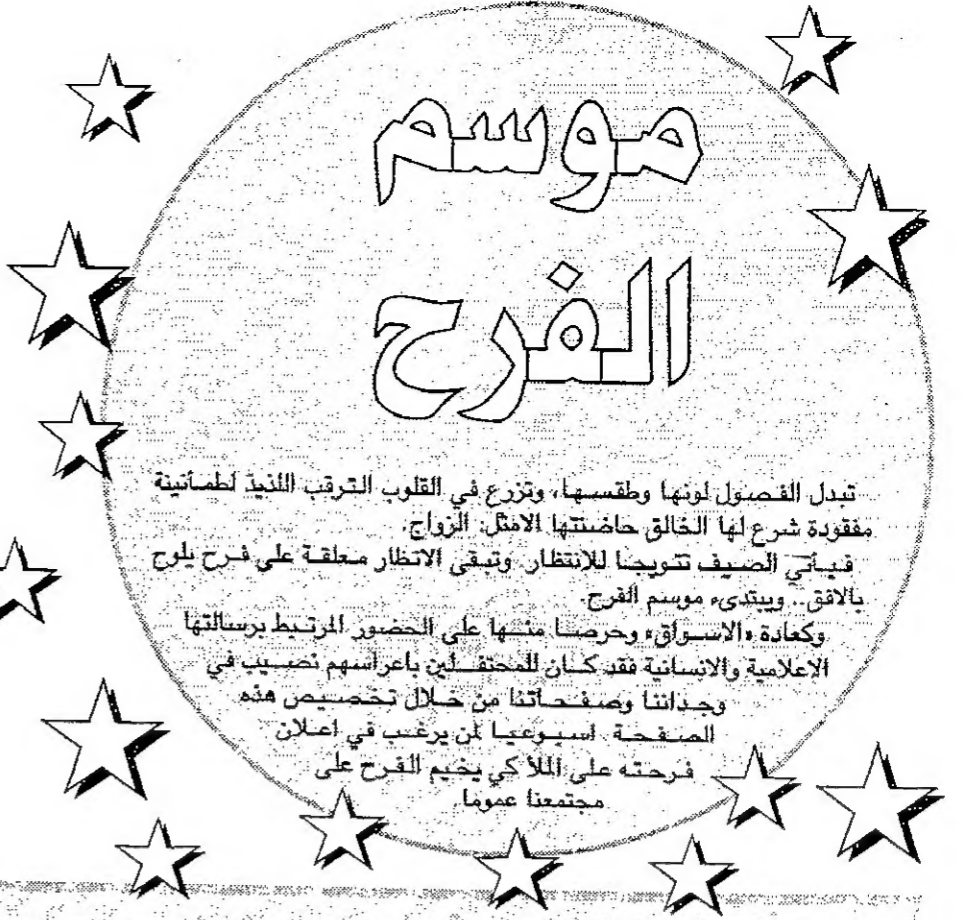 موسم
الفرح
تبدل الفصول لونها وطقسها، وتزرع في القلوب الترقب اللذيذ لطمأنينة
مفقودة شرع لها الخالق حاضنتها الامثل: الزواج.
فيأتي الصيف تتويجا للانتظار وتبقى الانتظار معلقة على فرح يلوح
بالافق.. ويبتدىء موسم الفرح.
وكعادة «الاسواق» وحرصا منها على الحضور المرتبط برسالتها
الاعلامية والانسانية فقد كان للمحتفلين باعراسهم نصيب في
وجداننا وصفحاتنا من خلال تخصيص هذه
الصفحة اسبوعيا لمن يرغب في اعلان
فرحته على الملأ كي يخيم الفرح على
مجتمعنا عموما.